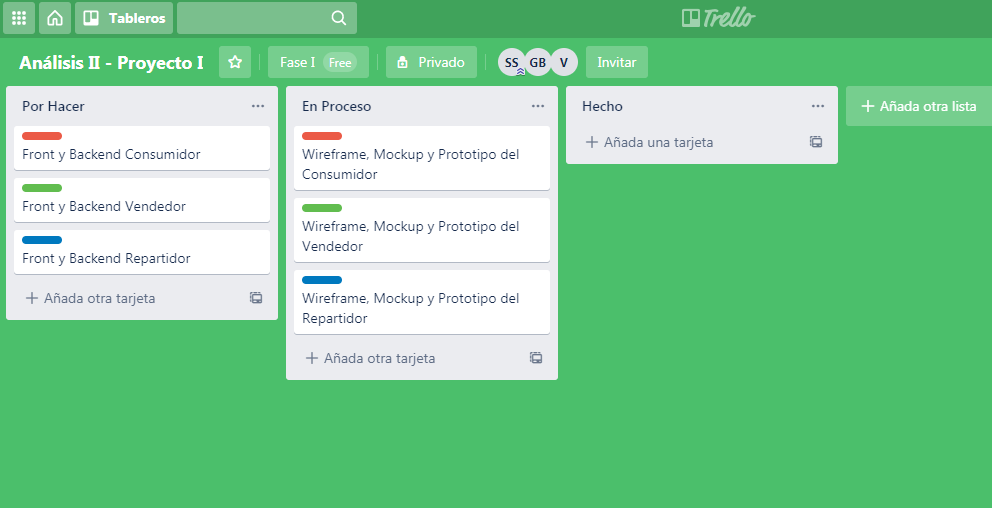 Tableros
Trello
Análisis II - Proyecto I
Fase I Free
Privado
SS GB V
Invitar
Por Hacer
Front y Backend Consumidor
Front y Backend Vendedor
Front y Backend Repartidor
Añada otra tarjeta
En Proceso
Wireframe, Mockup y Prototipo del
Consumidor
Wireframe, Mockup y Prototipo del
Vendedor
Wireframe, Mockup y Prototipo del
Repartidor
Añada otra tarjeta
Hecho
Añada una tarjeta
Añada otra lista